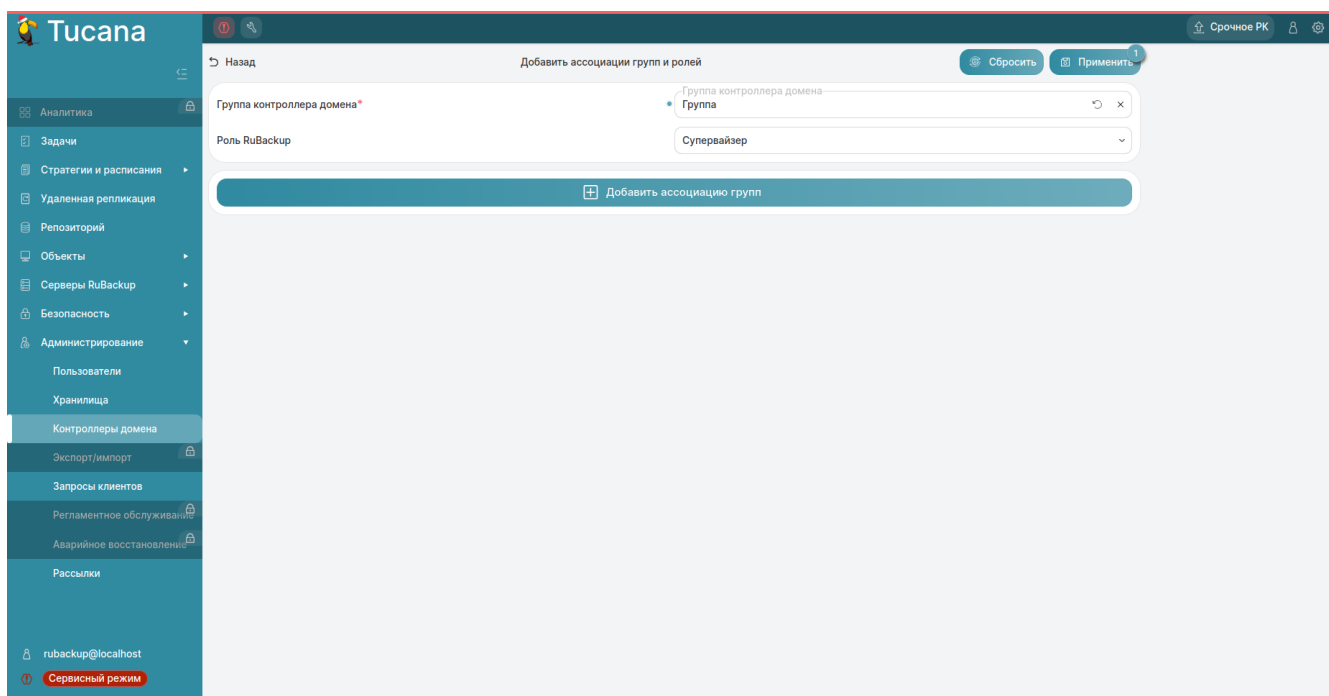 Tucana
Срочное РК
Назад
Добавить ассоциации групп и ролей
Сбросить
Применить
1
Группа контроллера домена*
Группа контроллера домена
Группа
Роль RuBackup
Супервайзер
Добавить ассоциацию групп
Аналитика
Задачи
Стратегии и расписания
Удаленная репликация
Репозиторий
Объекты
Серверы RuBackup
Безопасность
Администрирование
Пользователи
Хранилища
Контроллеры домена
Экспорт/импорт
Запросы клиентов
Регламентное обслуживание
Аварийное восстановление
Рассылки
rubackup@localhost
Сервисный режим